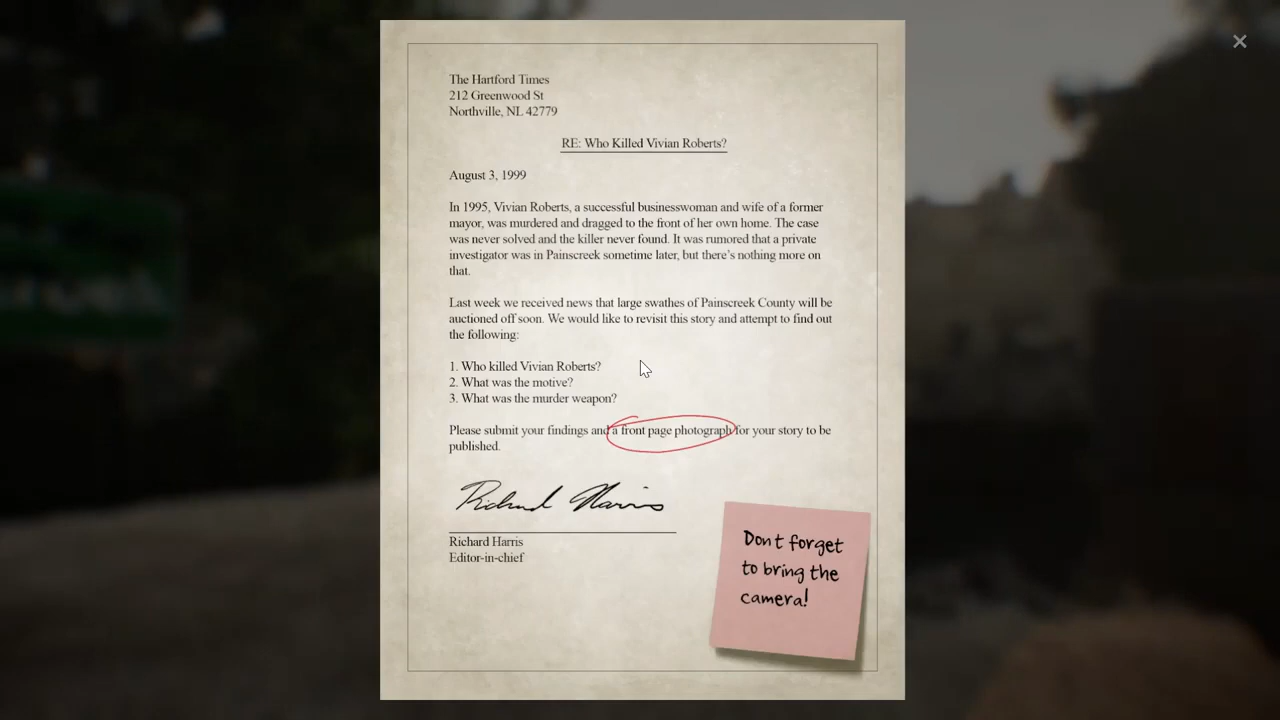 The Hartford Times
212 Greenwood St
Northville, NL 42779
RE: Who Killed Vivian Roberts?
August 3, 1999
In 1995, Vivian Roberts, a successful businesswoman and wife of a former
mayor, was murdered and dragged to the front of her own home. The case
was never solved and the killer never found. It was rumored that a private
investigator was in Painscreek sometime later, but there's nothing more on
that.
Last week we received news that large swathes of Painscreek County will be
auctioned off soon. We would like to revisit this story and attempt to find out
the following:
1. Who killed Vivian Roberts?
2. What was the motive?
3. What was the murder weapon?
Please submit your findings and a front page photograph for your story to be
published.
Richard Harris
Richard Harris
Editor-in-chief
Dont forget
to bring the
camera!